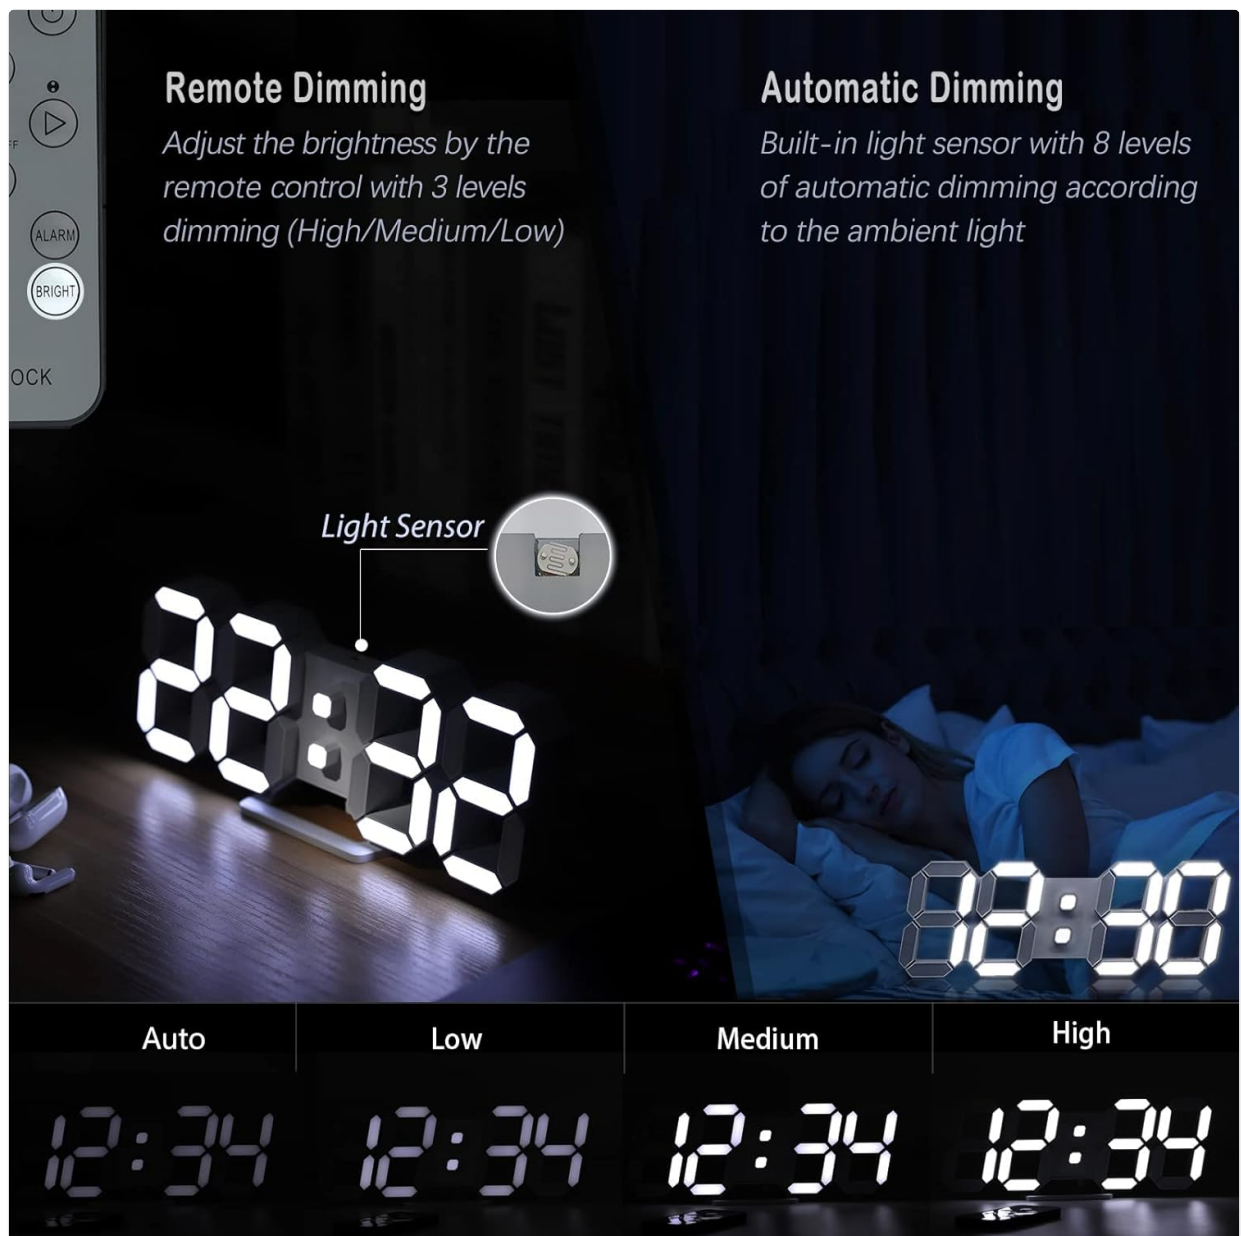 Remote Dimming
Adjust the brightness by the
remote control with 3 levels
dimming (High/Medium/Low)
Automatic Dimming
Built-in light sensor with 8 levels
of automatic dimming according
to the ambient light
ALARM
BRIGHT
OCK
Light Sensor
22:32
12:30
Auto
Low
Medium
High
12:34
12:34
12:34
12:34